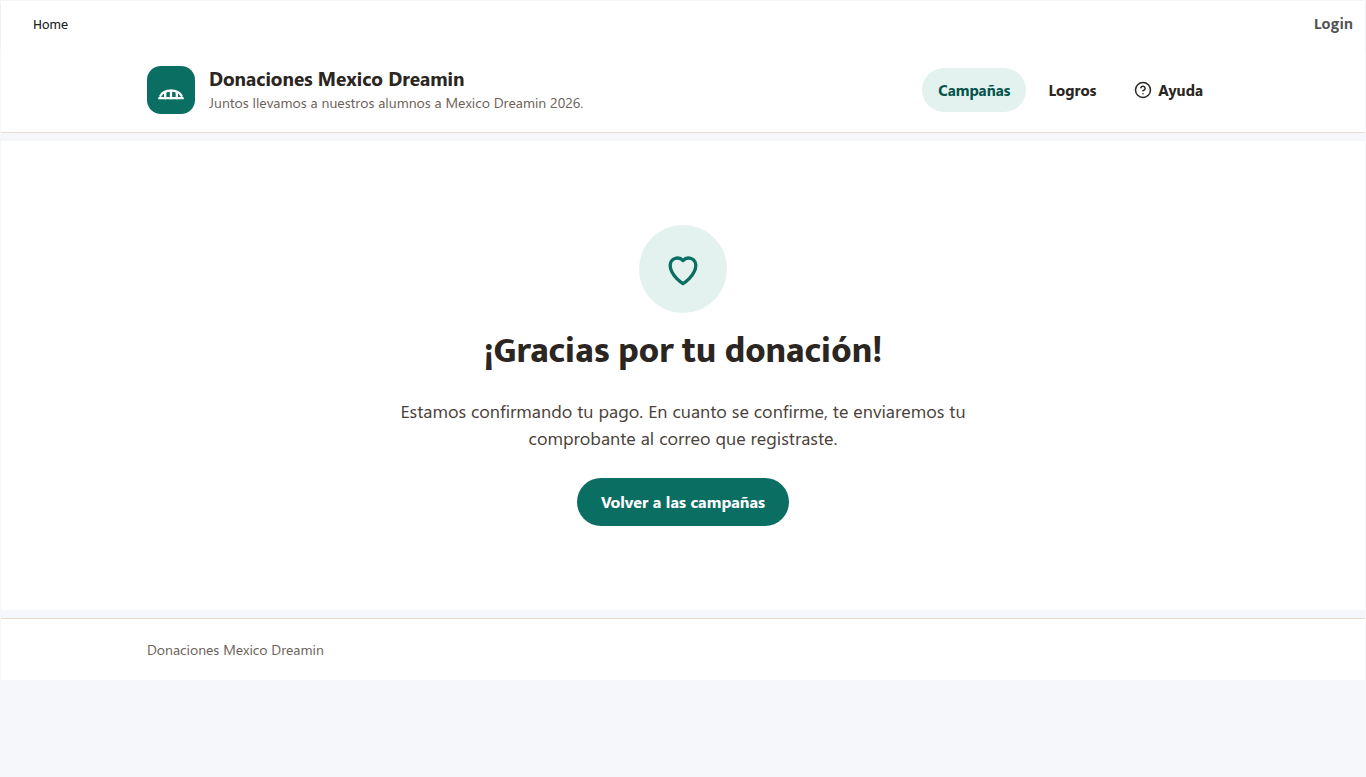 Home
Login
Donaciones Mexico Dreamin
Juntos llevamos a nuestros alumnos a Mexico Dreamin 2026.
Campañas
Logros
Ayuda
¡Gracias por tu donación!
Estamos confirmando tu pago. En cuanto se confirme, te enviaremos tu
comprobante al correo que registraste.
Volver a las campañas
Donaciones Mexico Dreamin